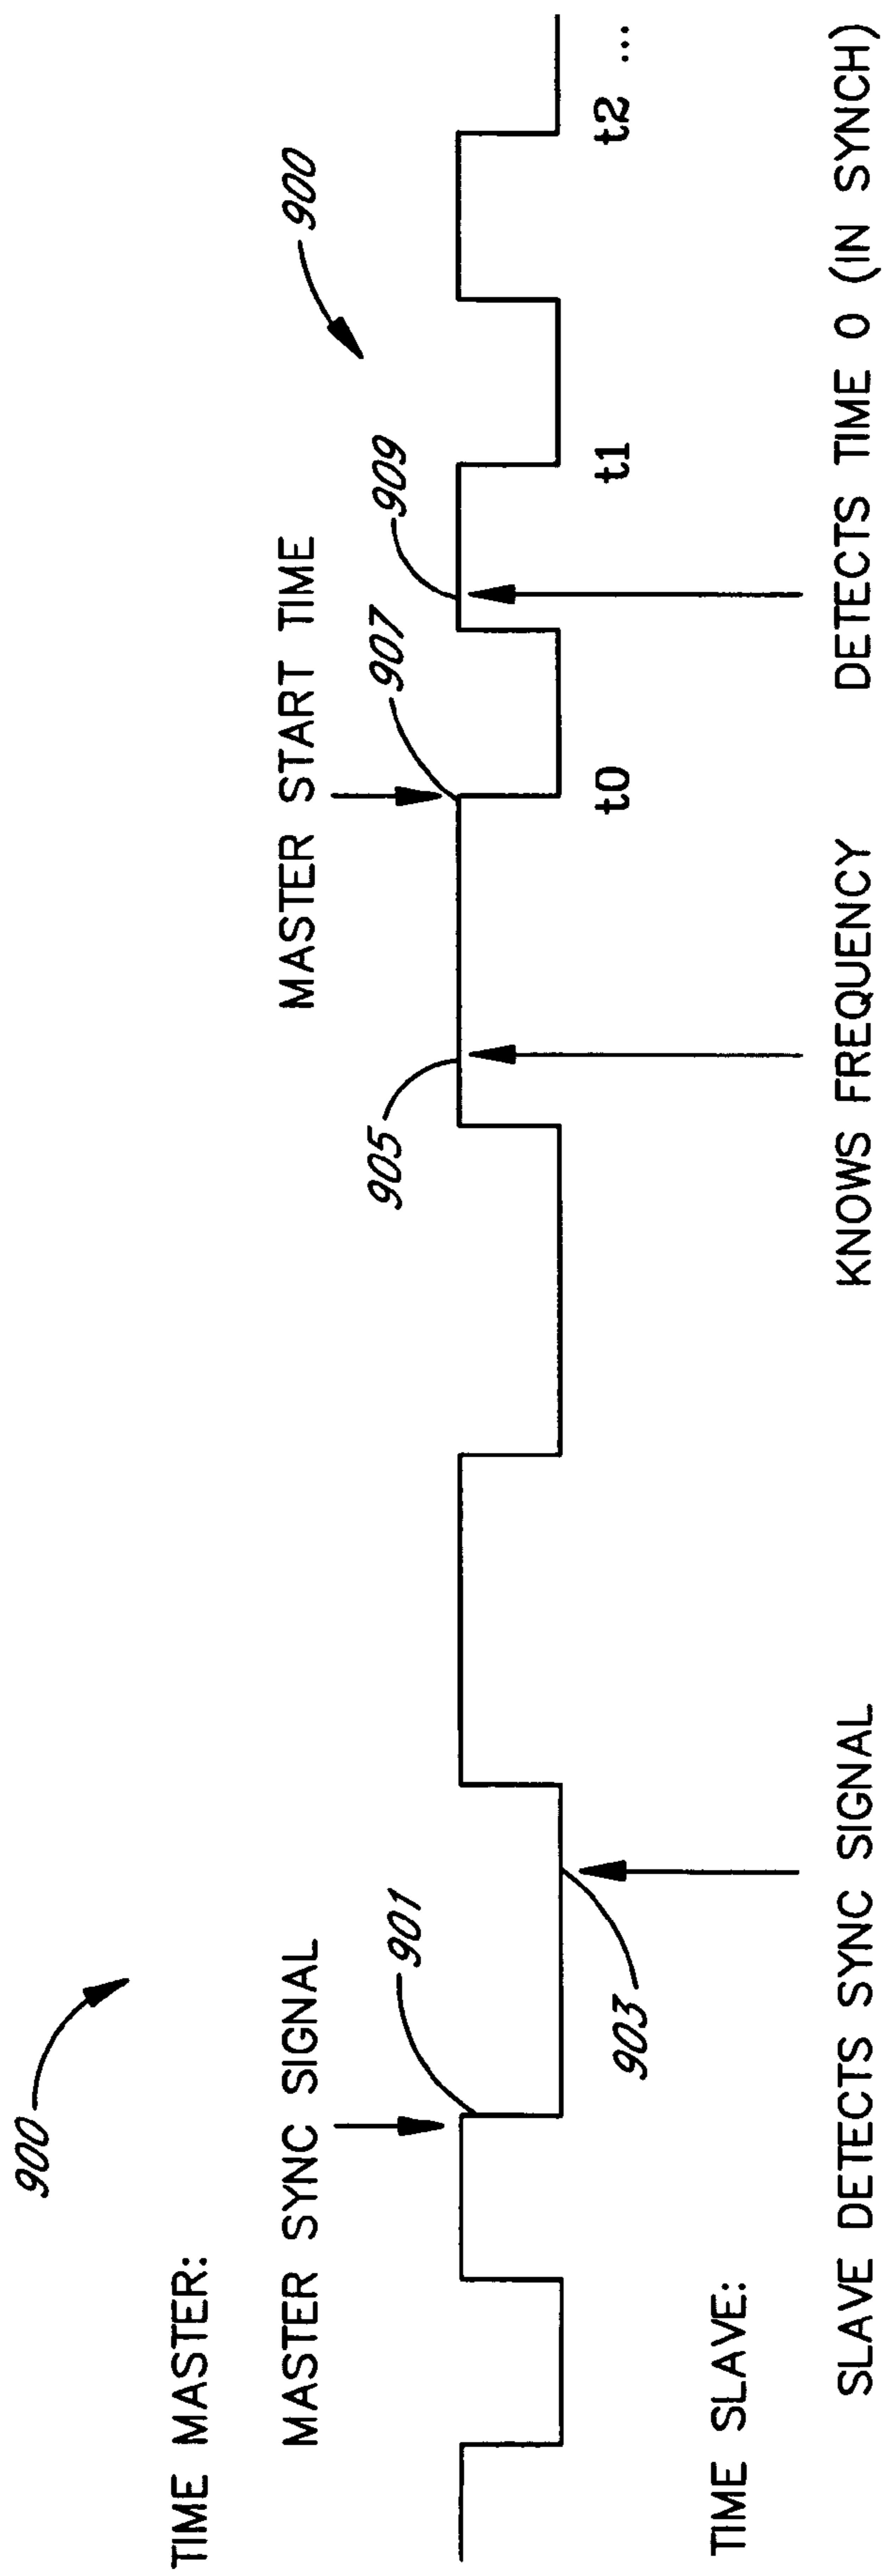 900
TIME MASTER:
MASTER SYNC SIGNAL
MASTER START TIME
900
901
905
907
909
903
t0
t1
t2 ...
TIME SLAVE:
SLAVE DETECTS SYNC SIGNAL
KNOWS FREQUENCY
DETECTS TIME 0 (IN SYNCH)